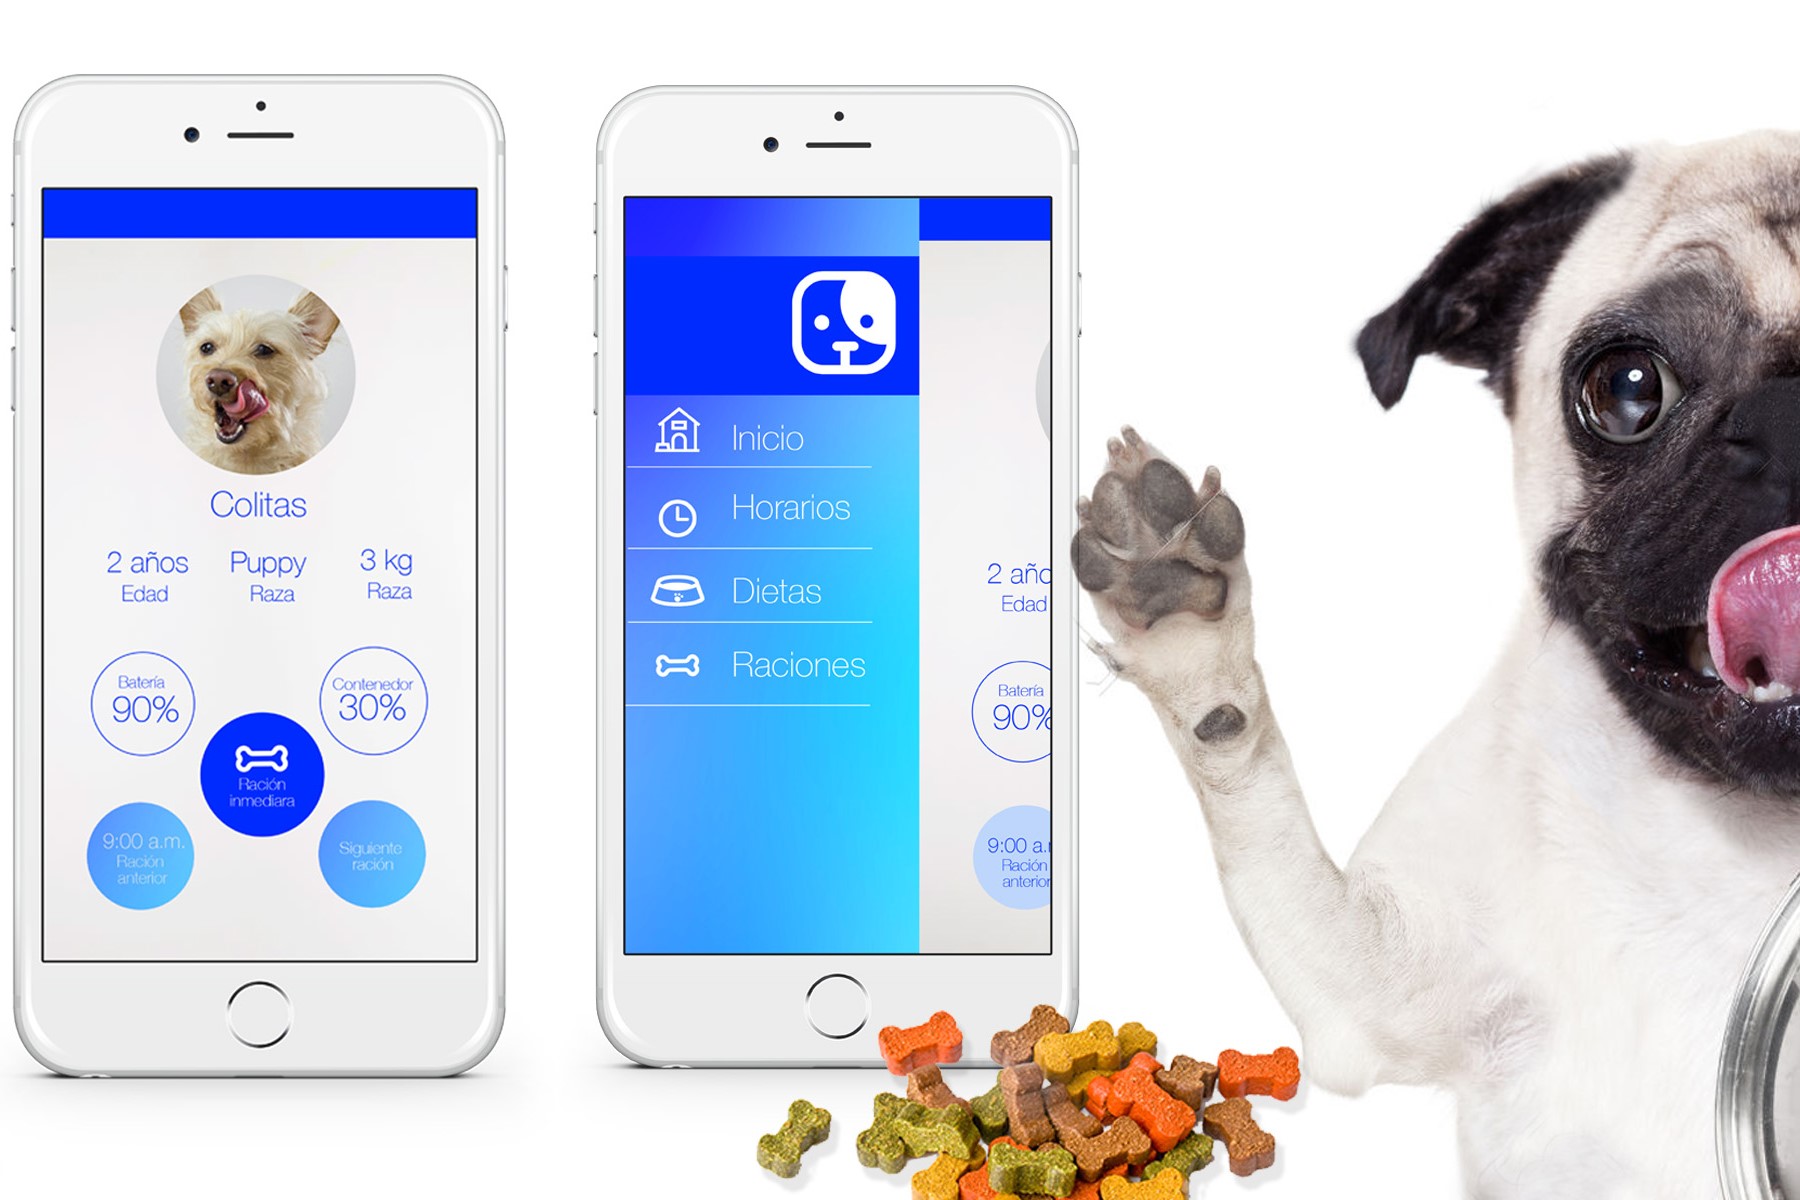 Colitas
2 años
Edad
Puppy
Raza
3 kg
Raza
Batería
90%
Contenedor
30%
Ración
inmediara
9:00 a.m.
Ración
anterior
Siguiente
ración
Inicio
Horarios
Dietas
Raciones
2 año
Edad
Batería
90%
9:00 a.
Ración
anterior